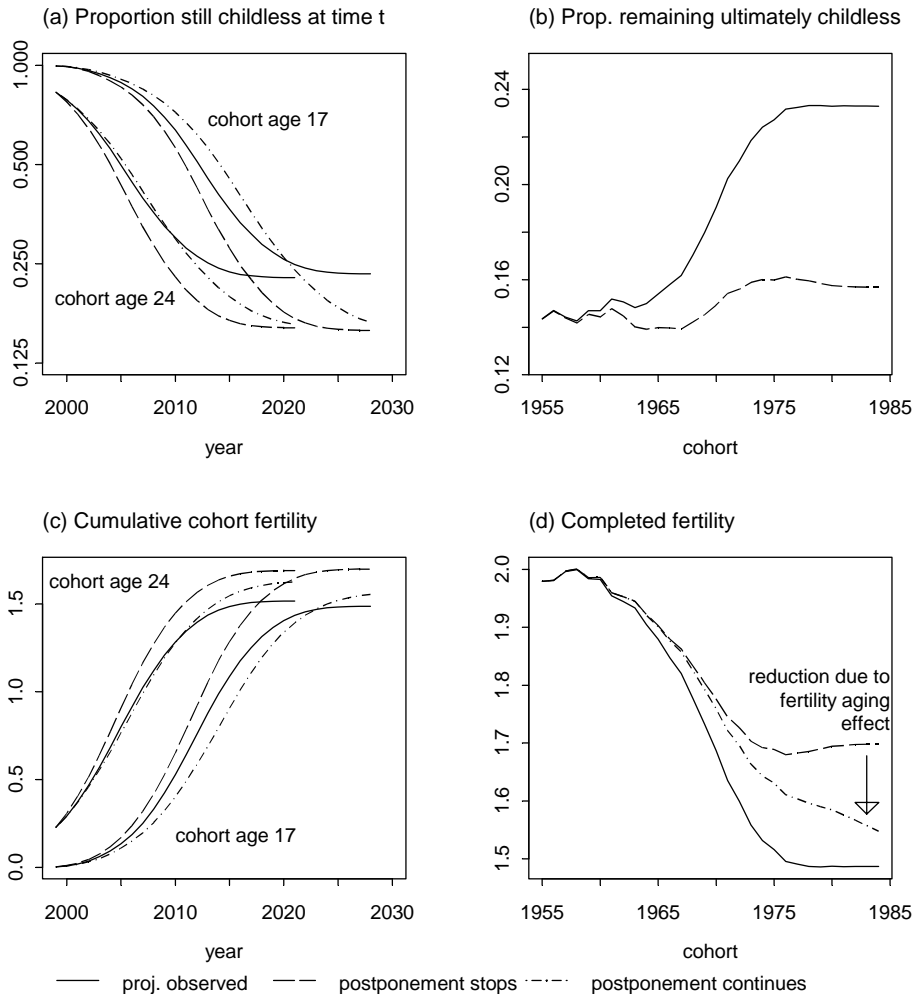 (a) Proportion still childless at time t
1.000
0.500
0.250
0.125
cohort age 17
cohort age 24
2000 2010 2020 2030
year
(b) Prop. remaining ultimately childless
0.24
0.20
0.16
0.12
1955 1965 1975 1985
cohort
(c) Cumulative cohort fertility
1.5
1.0
0.5
0.0
cohort age 24
cohort age 17
2000 2010 2020 2030
year
(d) Completed fertility
2.0
1.9
1.8
1.7
1.6
1.5
reduction due to
fertility aging
effect
1955 1965 1975 1985
cohort
proj. observed postponement stops postponement continues